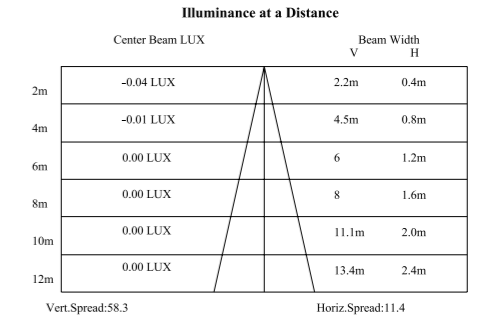 Illuminance at a Distance
Center Beam LUX Beam Width
V H
2m -0.04 LUX 2.2m 0.4m
4m -0.01 LUX 4.5m 0.8m
6m 0.00 LUX 6 1.2m
8m 0.00 LUX 8 1.6m
10m 0.00 LUX 11.1m 2.0m
12m 0.00 LUX 13.4m 2.4m
Vert.Spread:58.3 Horiz.Spread:11.4